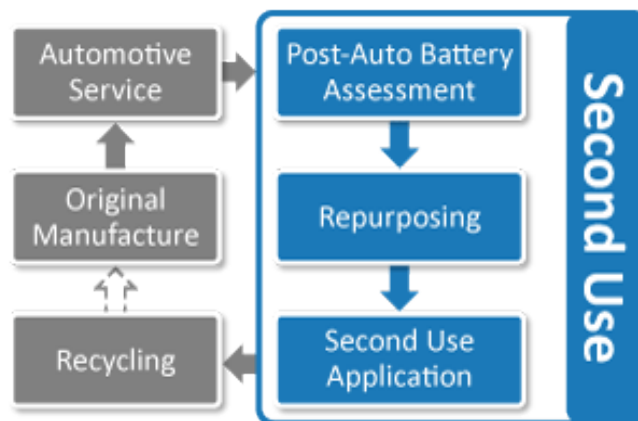 Automotive
Service
Post-Auto Battery
Assessment
Original
Manufacture
Repurposing
Recycling
Second Use
Application
Second Use